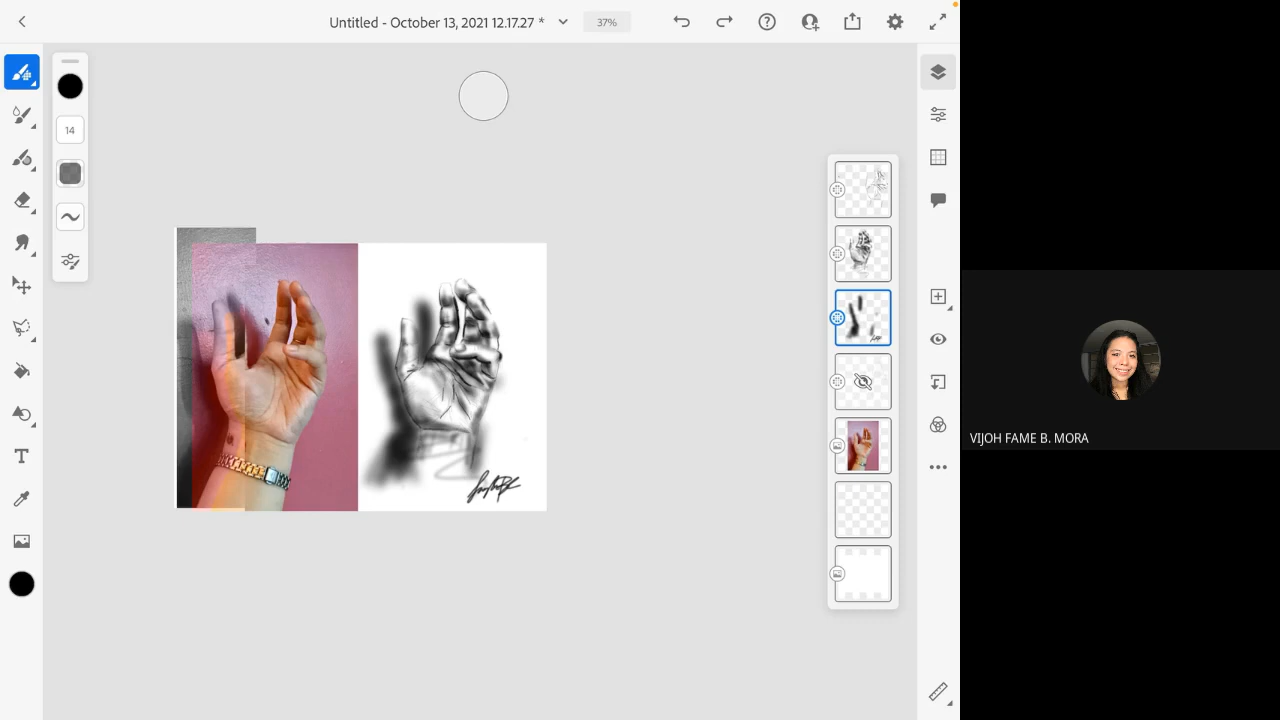 Untitled - October 13, 2021 12.17.27 *
37%
14
T
VIJOH FAME B. MORA